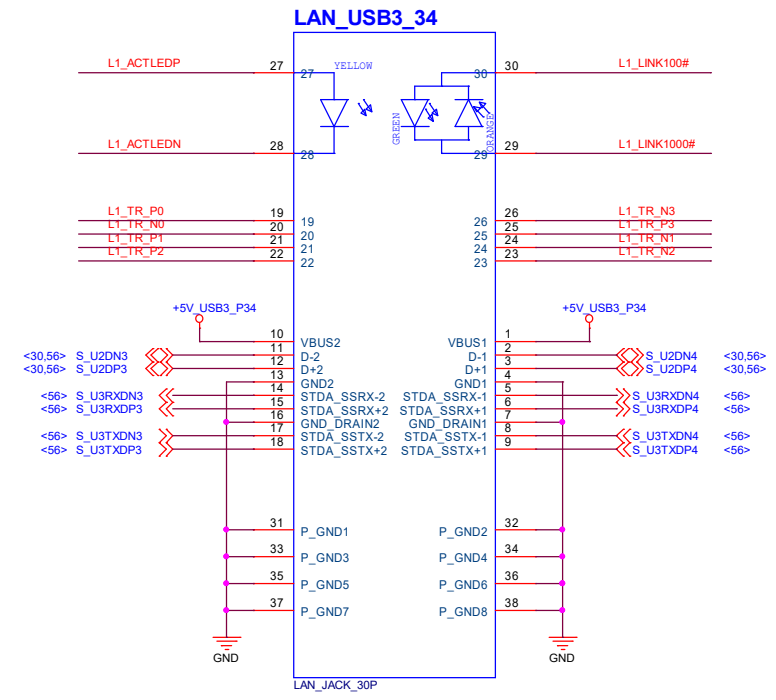 LAN_USB3_34
L1_ACTLEDP 27 27 YELLOW 30 30 L1_LINK100#
GREEN ORANGE
L1_ACTLEDN 28 28 29 29 L1_LINK1000#
L1_TR_P0 19 19 26 26 L1_TR_N3
L1_TR_N0 20 20 25 25 L1_TR_P3
L1_TR_P1 21 21 24 24 L1_TR_N1
L1_TR_P2 22 22 23 23 L1_TR_N2
+5V_USB3_P34 +5V_USB3_P34
10 VBUS2 VBUS1 1
<30,56> S_U2DN3 11 D-2 D-1 2 S_U2DN4 <30,56>
<30,56> S_U2DP3 12 D+2 D+1 3 S_U2DP4 <30,56>
13 GND2 GND1 4
<56> S_U3RXDN3 14 STDA_SSRX-2 STDA_SSRX-1 5 S_U3RXDN4 <56>
<56> S_U3RXDP3 15 STDA_SSRX+2 STDA_SSRX+1 6 S_U3RXDP4 <56>
16 GND_DRAIN2 GND_DRAIN1 7
<56> S_U3TXDN3 17 STDA_SSTX-2 STDA_SSTX-1 8 S_U3TXDN4 <56>
<56> S_U3TXDP3 18 STDA_SSTX+2 STDA_SSTX+1 9 S_U3TXDP4 <56>
31 P_GND1 P_GND2 32
33 P_GND3 P_GND4 34
35 P_GND5 P_GND6 36
37 P_GND7 P_GND8 38
GND GND
LAN_JACK_30P